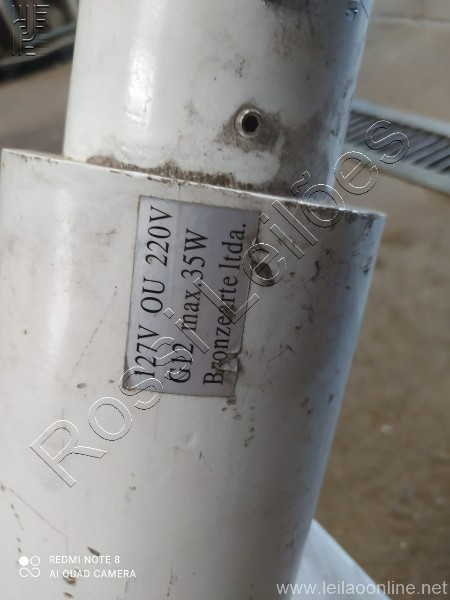 127V OU 220V
G12 max.35W
Bronzearte ltda.
Rossi Leilões
REDMI NOTE 8
AI QUAD CAMERA
www.leilaoonline.net